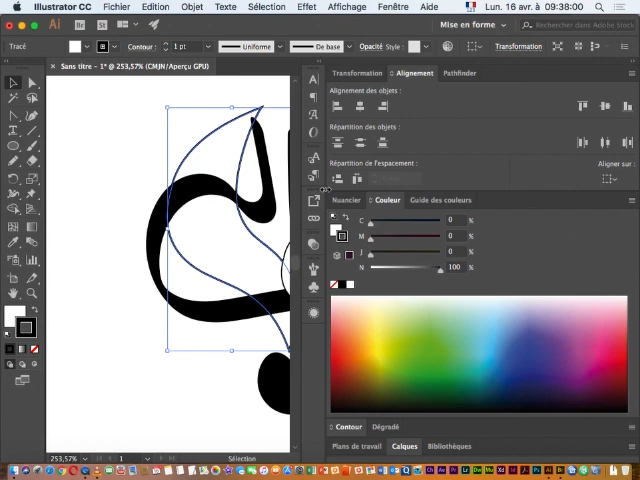 Illustrator CC Fichier Edition Objet Texte Sélection Effet Affichage Fenêtre Aide Lun. 16 avr. à 09:38:00
Ai Br St Mise en forme Rechercher dans Adobe Stock
Tracé Contour : 1 pt Uniforme De base Opacité Style : Transformation
Sans titre - 1* @ 253,57% (CMJN/Aperçu GPU)
Transformation Alignement Pathfinder
Alignement des objets :
Répartition des objets :
Répartition de l'espacement :
Aligner sur :
Nuancier Couleur Guide des couleurs
C 0 %
M 0 %
J 0 %
N 100 %
Contour Dégradé
Plans de travail Calques Bibliothèques
253,57% 1 Sélection